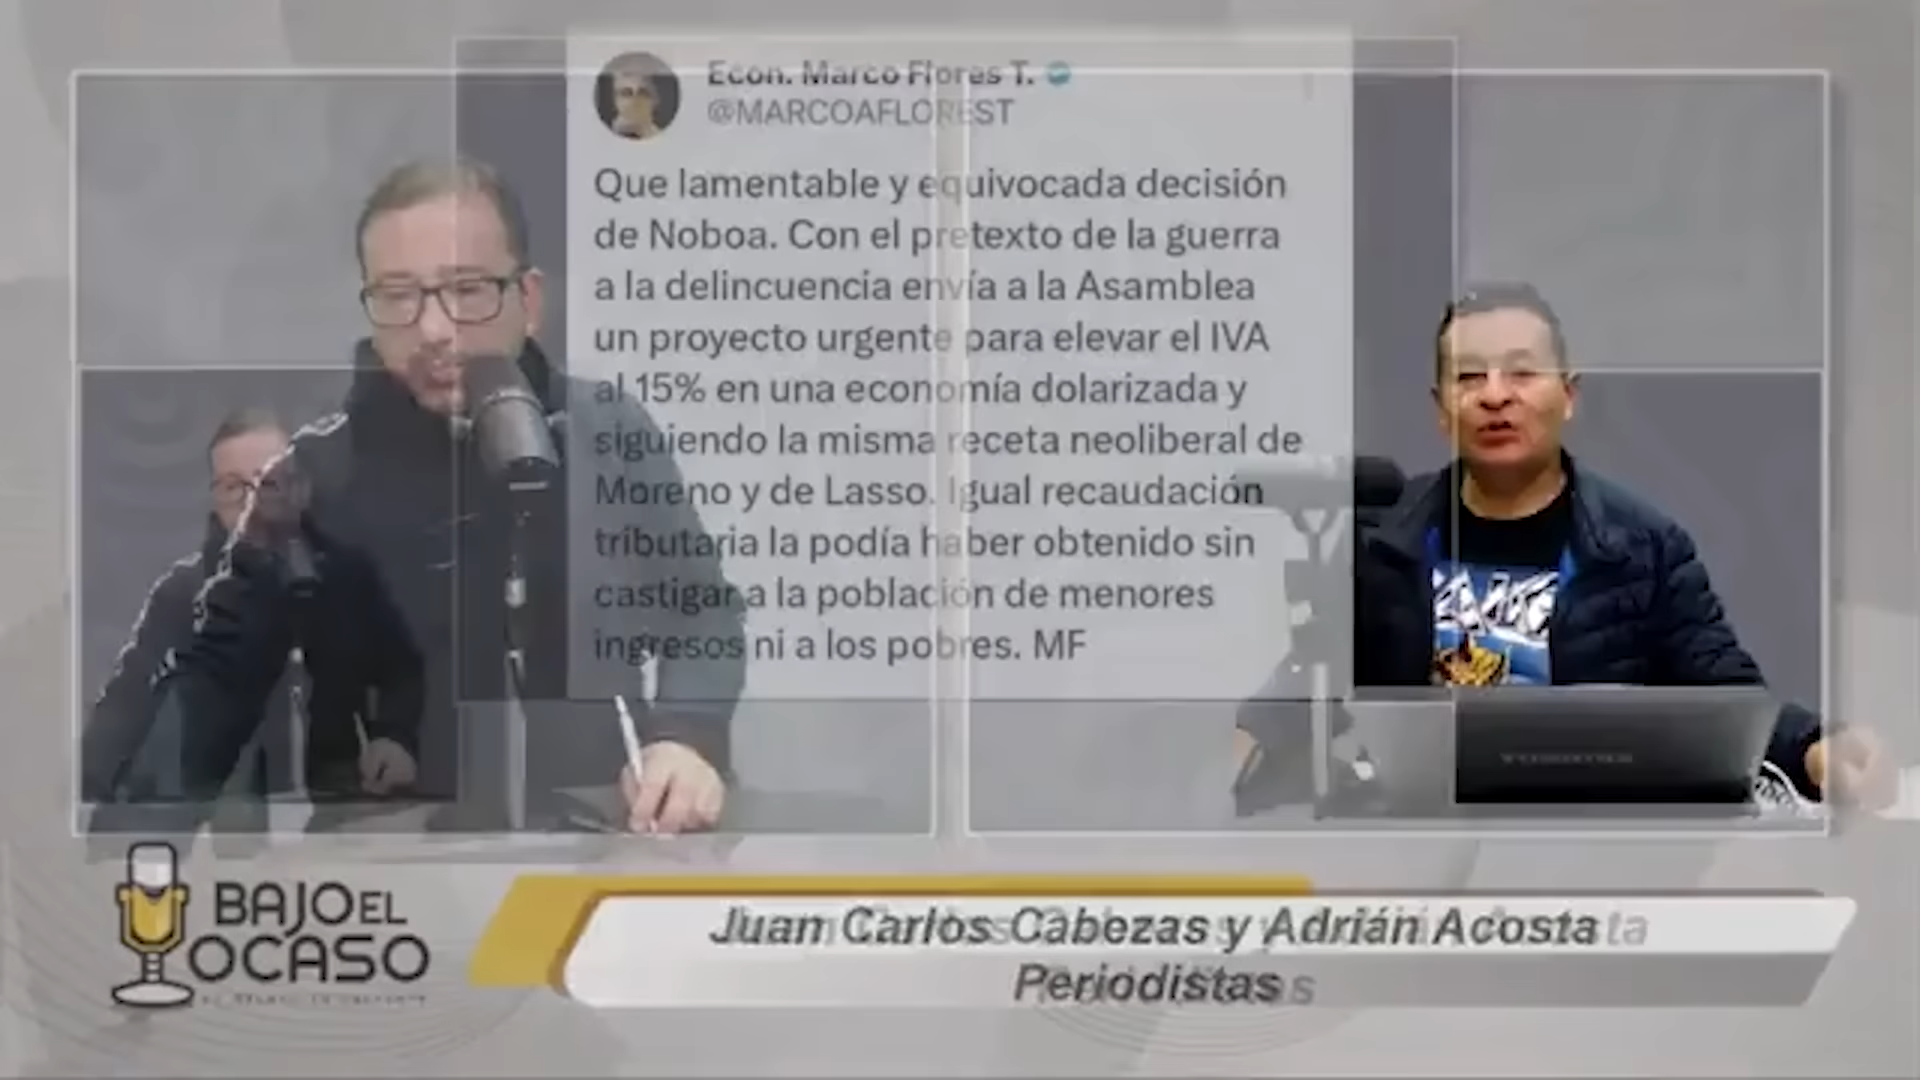 Econ. Marco Flores T.
@MARCOAFLOREST
Que lamentable y equivocada decisión
de Noboa. Con el pretexto de la guerra
a la delincuencia envía a la Asamblea
un proyecto urgente para elevar el IVA
al 15% en una economía dolarizada y
siguiendo la misma receta neoliberal de
Moreno y de Lasso. Igual recaudación
tributaria la podía haber obtenido sin
castigar a la población de menores
ingresos ni a los pobres. MF
BAJO EL
OCASO
Juan Carlos Cabezas y Adrián Acosta
Periodistas